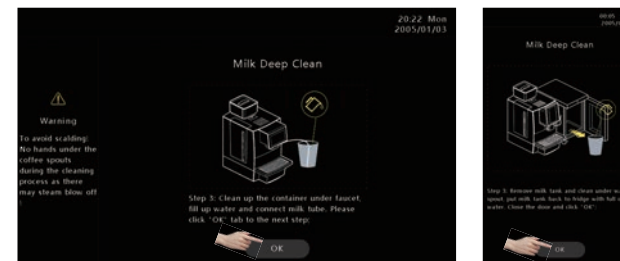 20:22 Mon
2005/01/03
Milk Deep Clean
Warning
To avoid scalding:
No hands under the
coffee spouts
during the cleaning
process as there
may steam blow off
:
Step 3: Clean up the container under faucet,
fill up water and connect milk tube. Please
click "OK" tab to the next step:
OK
00:05
2005/
Milk Deep Clean
Step 3: Remove milk tank and clean under
spout, put milk tank back to fridge with full
water. Close the door and click "OK":
OK